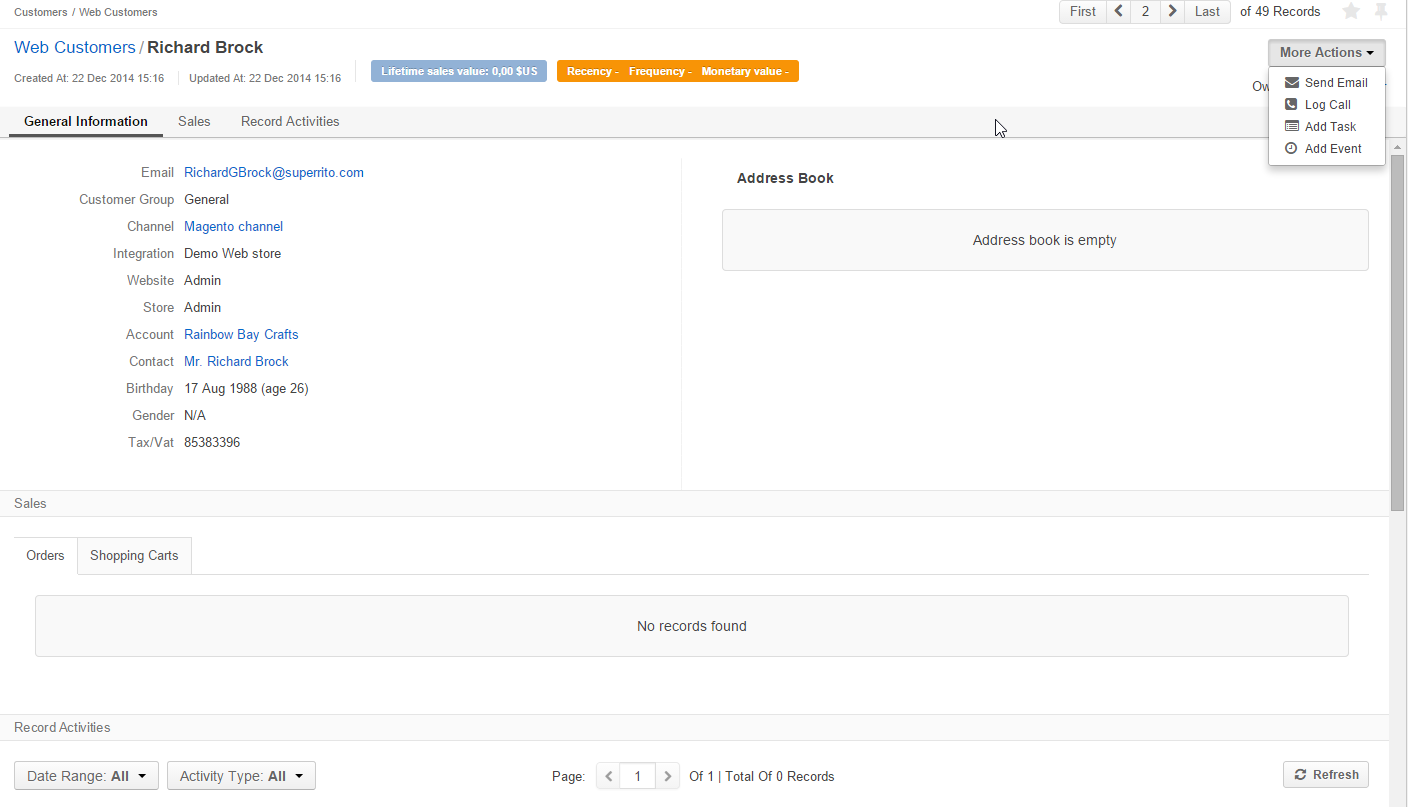 Customers / Web Customers
First 2 Last of 49 Records
Web Customers / Richard Brock
More Actions
Created At: 22 Dec 2014 15:16 Updated At: 22 Dec 2014 15:16 Lifetime sales value: 0,00 $US Recency - Frequency - Monetary value -
Ow
Send Email
Log Call
Add Task
Add Event
General Information Sales Record Activities
Email RichardGBrock@superrito.com
Customer Group General
Channel Magento channel
Integration Demo Web store
Website Admin
Store Admin
Account Rainbow Bay Crafts
Contact Mr. Richard Brock
Birthday 17 Aug 1988 (age 26)
Gender N/A
Tax/Vat 85383396
Address Book
Address book is empty
Sales
Orders Shopping Carts
No records found
Record Activities
Date Range: All Activity Type: All Page: 1 Of 1 | Total Of 0 Records Refresh